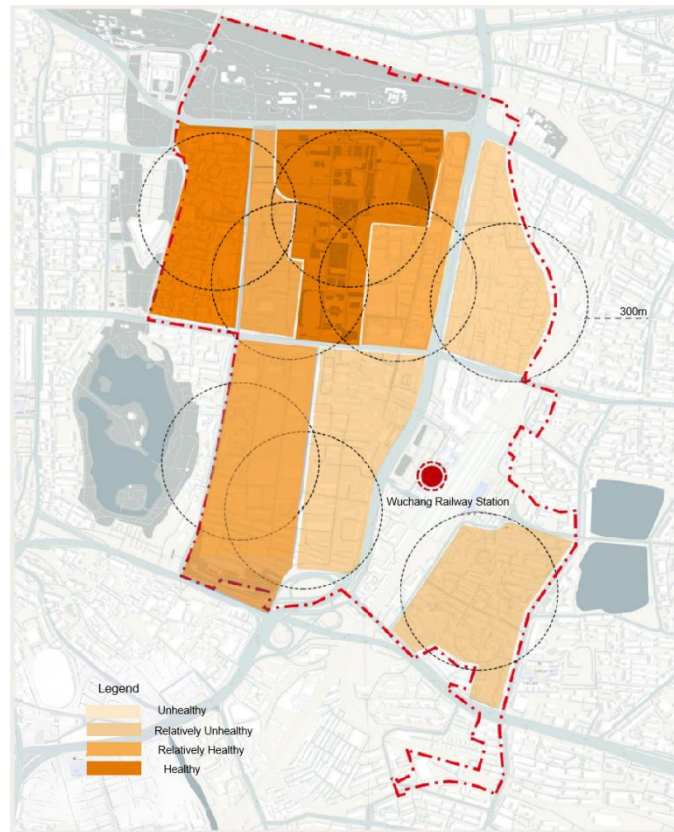 300m
Wuchang Railway Station
Legend
Unhealthy
Relatively Unhealthy
Relatively Healthy
Healthy